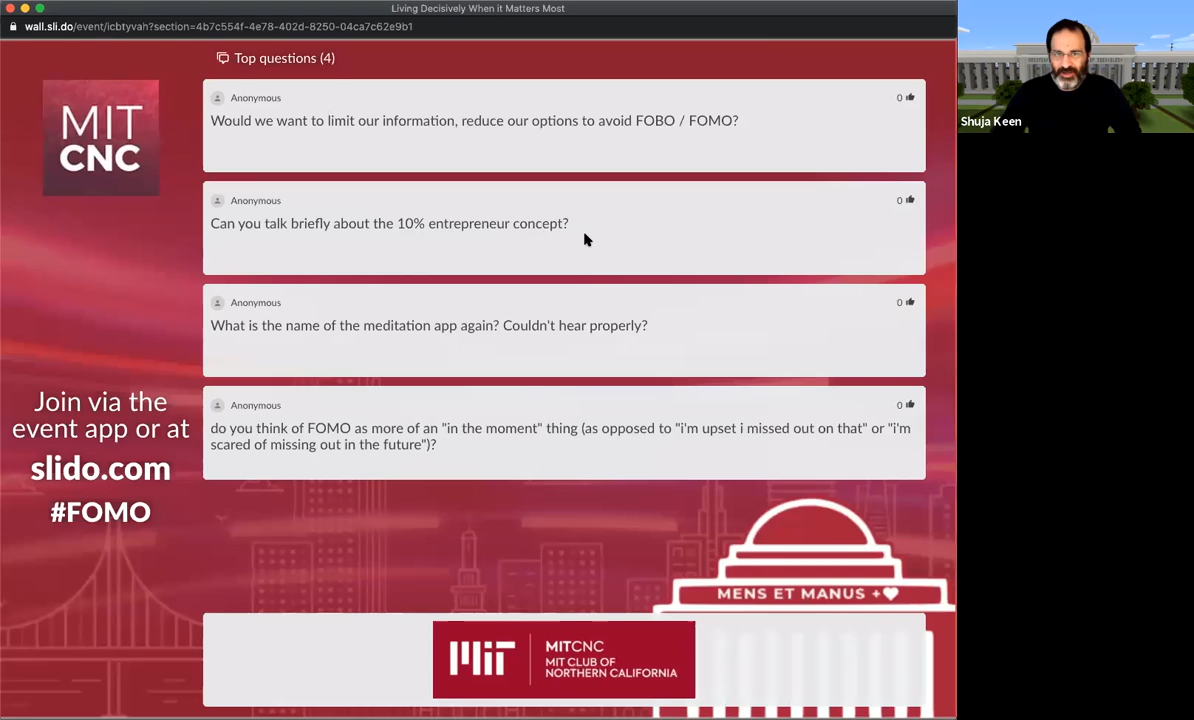 Living Decisively When it Matters Most
wall.sli.do/event/icbtyvah?section=4b7c554f-4e78-402d-8250-04ca7c62e9b1
Top questions (4)
MIT
CNC
Anonymous
0
Would we want to limit our information, reduce our options to avoid FOBO / FOMO?
Anonymous
0
Can you talk briefly about the 10% entrepreneur concept?
Anonymous
0
What is the name of the meditation app again? Couldn't hear properly?
Anonymous
0
do you think of FOMO as more of an "in the moment" thing (as opposed to "i'm upset i missed out on that" or "i'm
scared of missing out in the future")?
Join via the
event app or at
slido.com
#FOMO
MENS ET MANUS +
MIT
MITCNC
MIT CLUB OF
NORTHERN CALIFORNIA
Shuja Keen